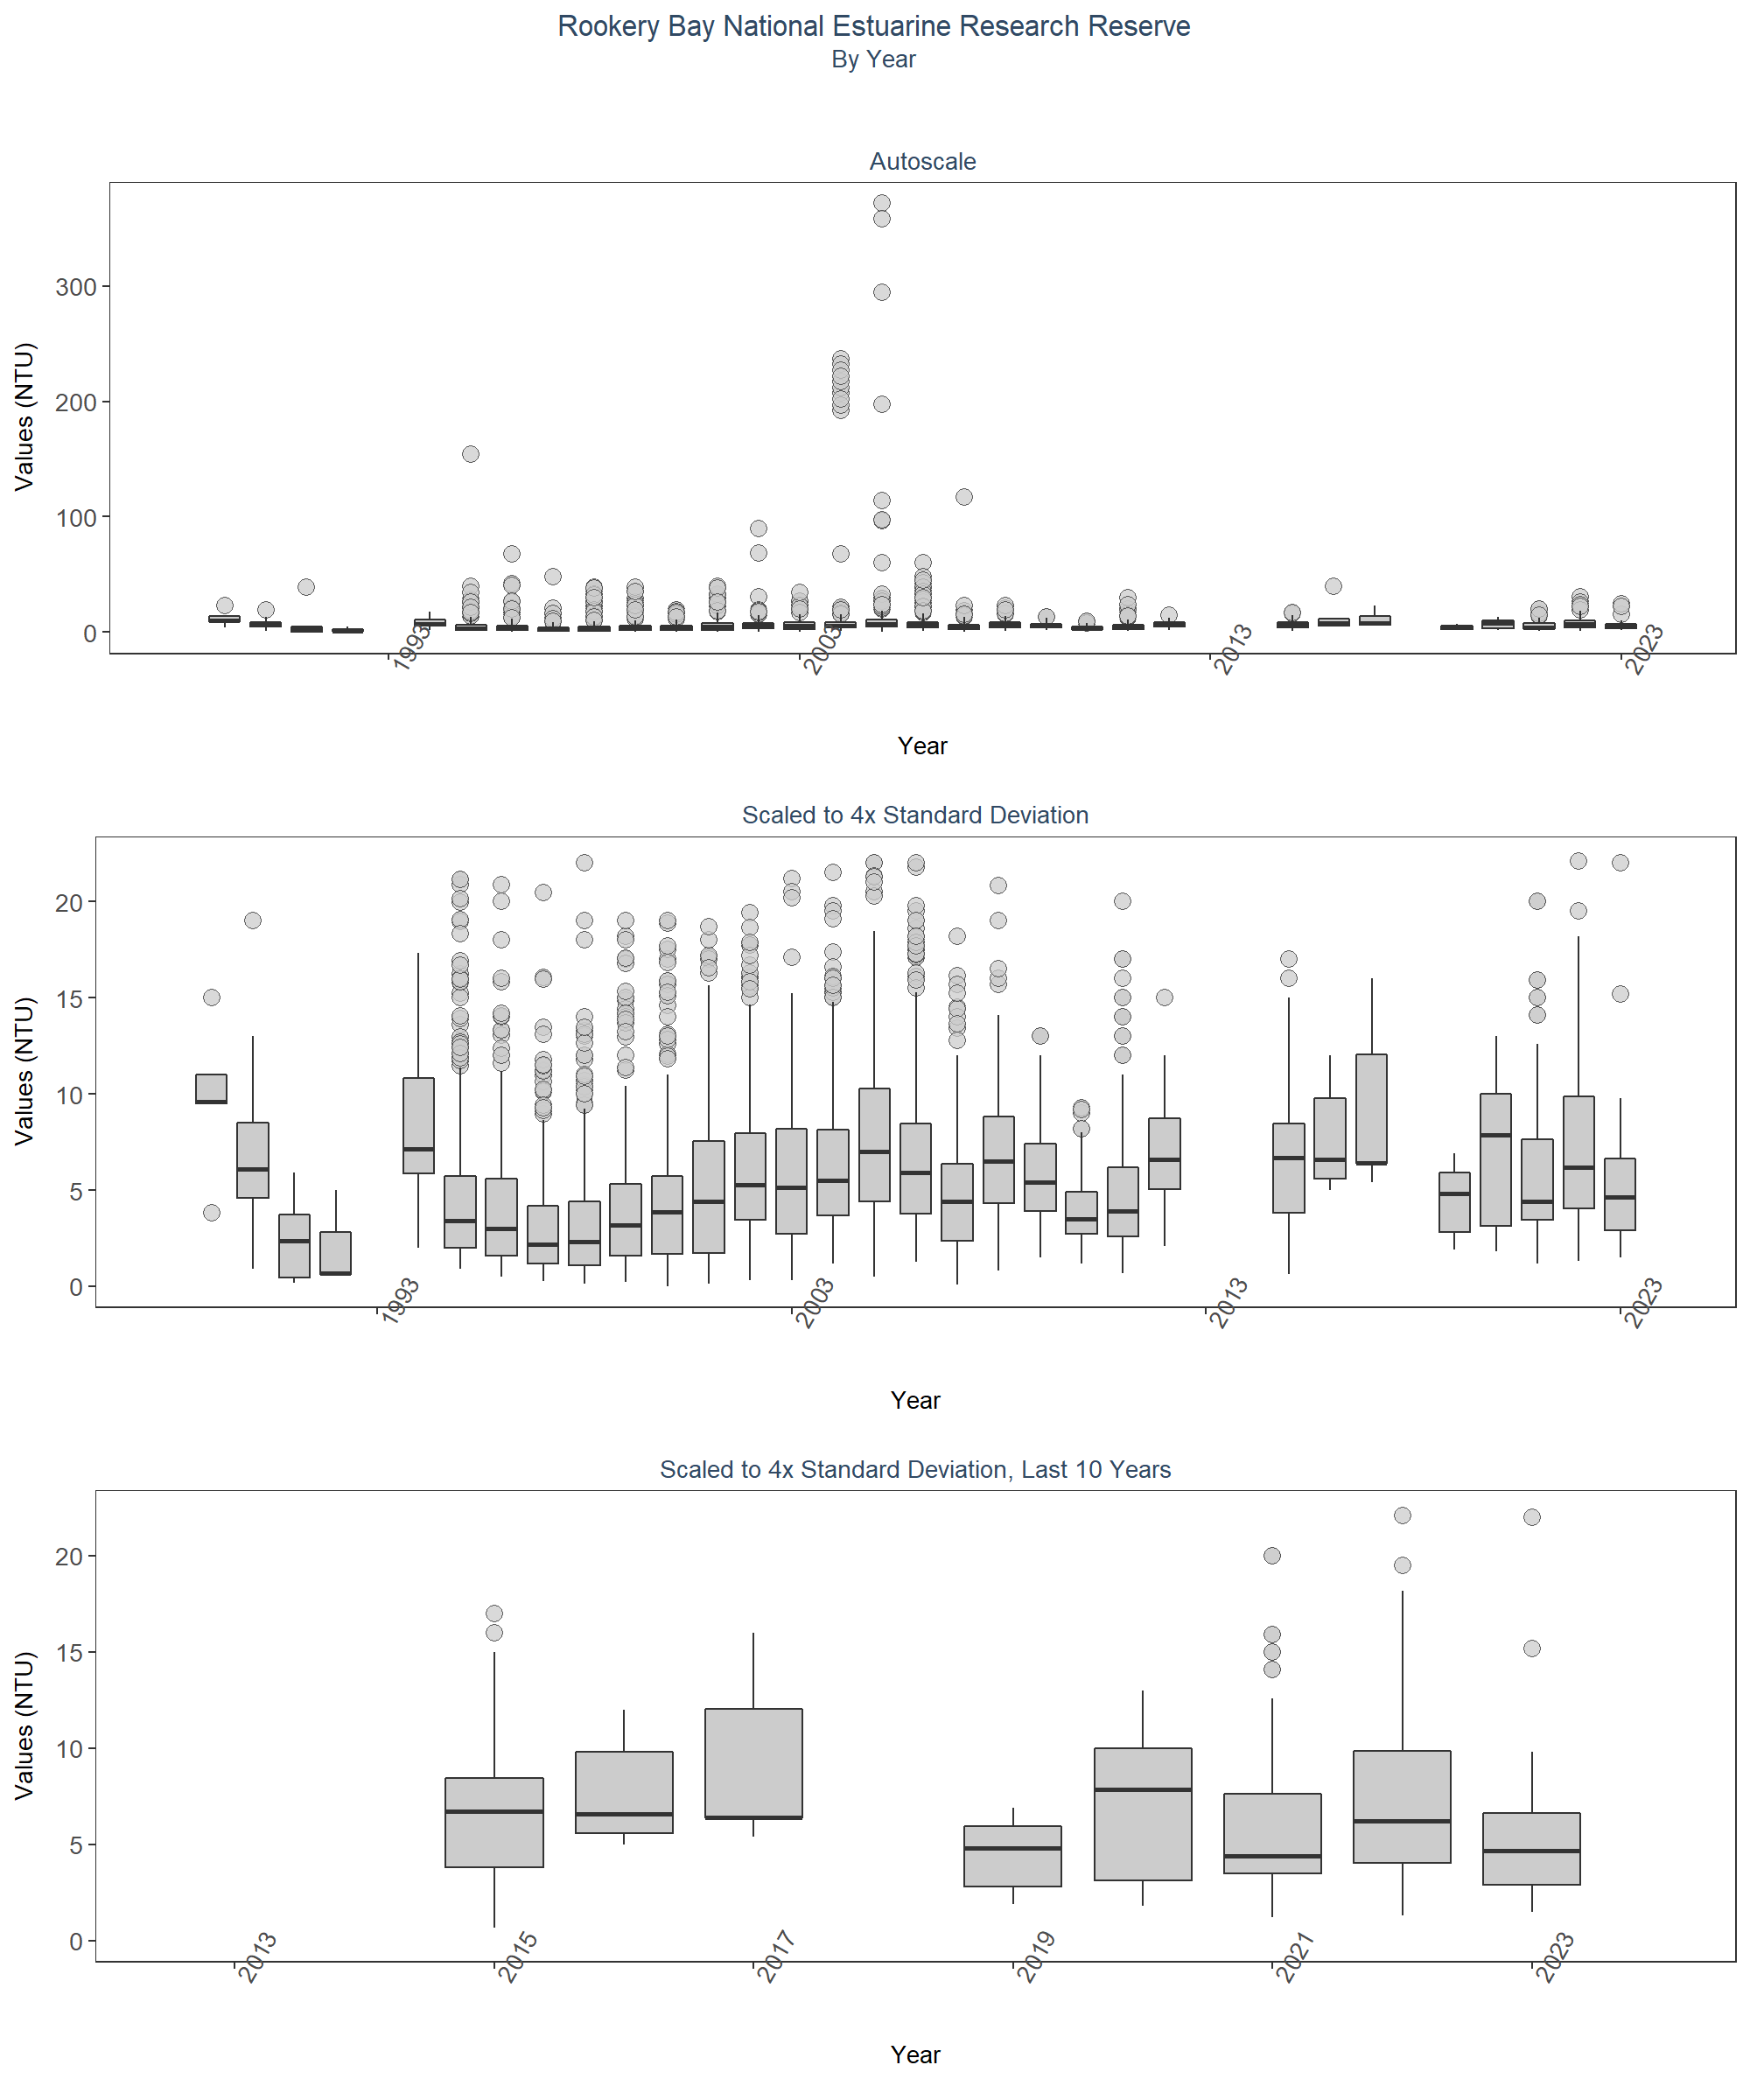 Rookery Bay National Estuarine Research Reserve
By Year
Autoscale
Values (NTU)
300
200
100
0
1993
2003
2013
2023
Year
Scaled to 4x Standard Deviation
Values (NTU)
20
15
10
5
0
1993
2003
2013
2023
Year
Scaled to 4x Standard Deviation, Last 10 Years
Values (NTU)
20
15
10
5
0
2013
2015
2017
2019
2021
2023
Year